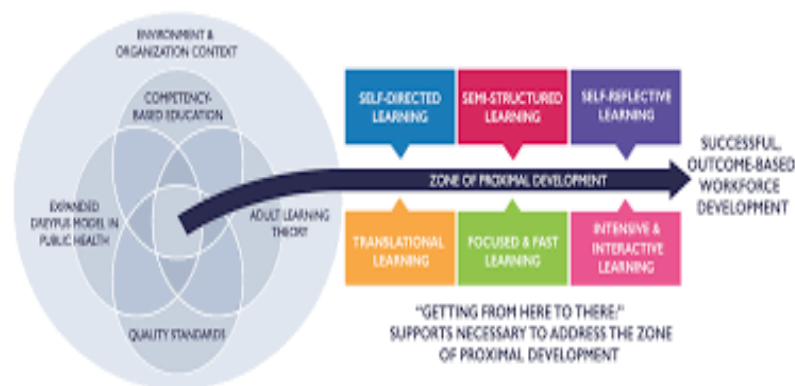 ENVIRONMENT &
ORGANIZATION CONTEXT
COMPETENCY-
BASED EDUCATION
EXPANDED
DREYFUS MODEL IN
PUBLIC HEALTH
ADULT LEARNING
THEORY
QUALITY STANDARDS
SELF-DIRECTED
LEARNING
SEMI-STRUCTURED
LEARNING
SELF-REFLECTIVE
LEARNING
ZONE OF PROXIMAL DEVELOPMENT
SUCCESSFUL,
OUTCOME-BASED
WORKFORCE
DEVELOPMENT
TRANSLATIONAL
LEARNING
FOCUSED & FAST
LEARNING
INTENSIVE &
INTERACTIVE
LEARNING
"GETTING FROM HERE TO THERE:"
SUPPORTS NECESSARY TO ADDRESS THE ZONE
OF PROXIMAL DEVELOPMENT